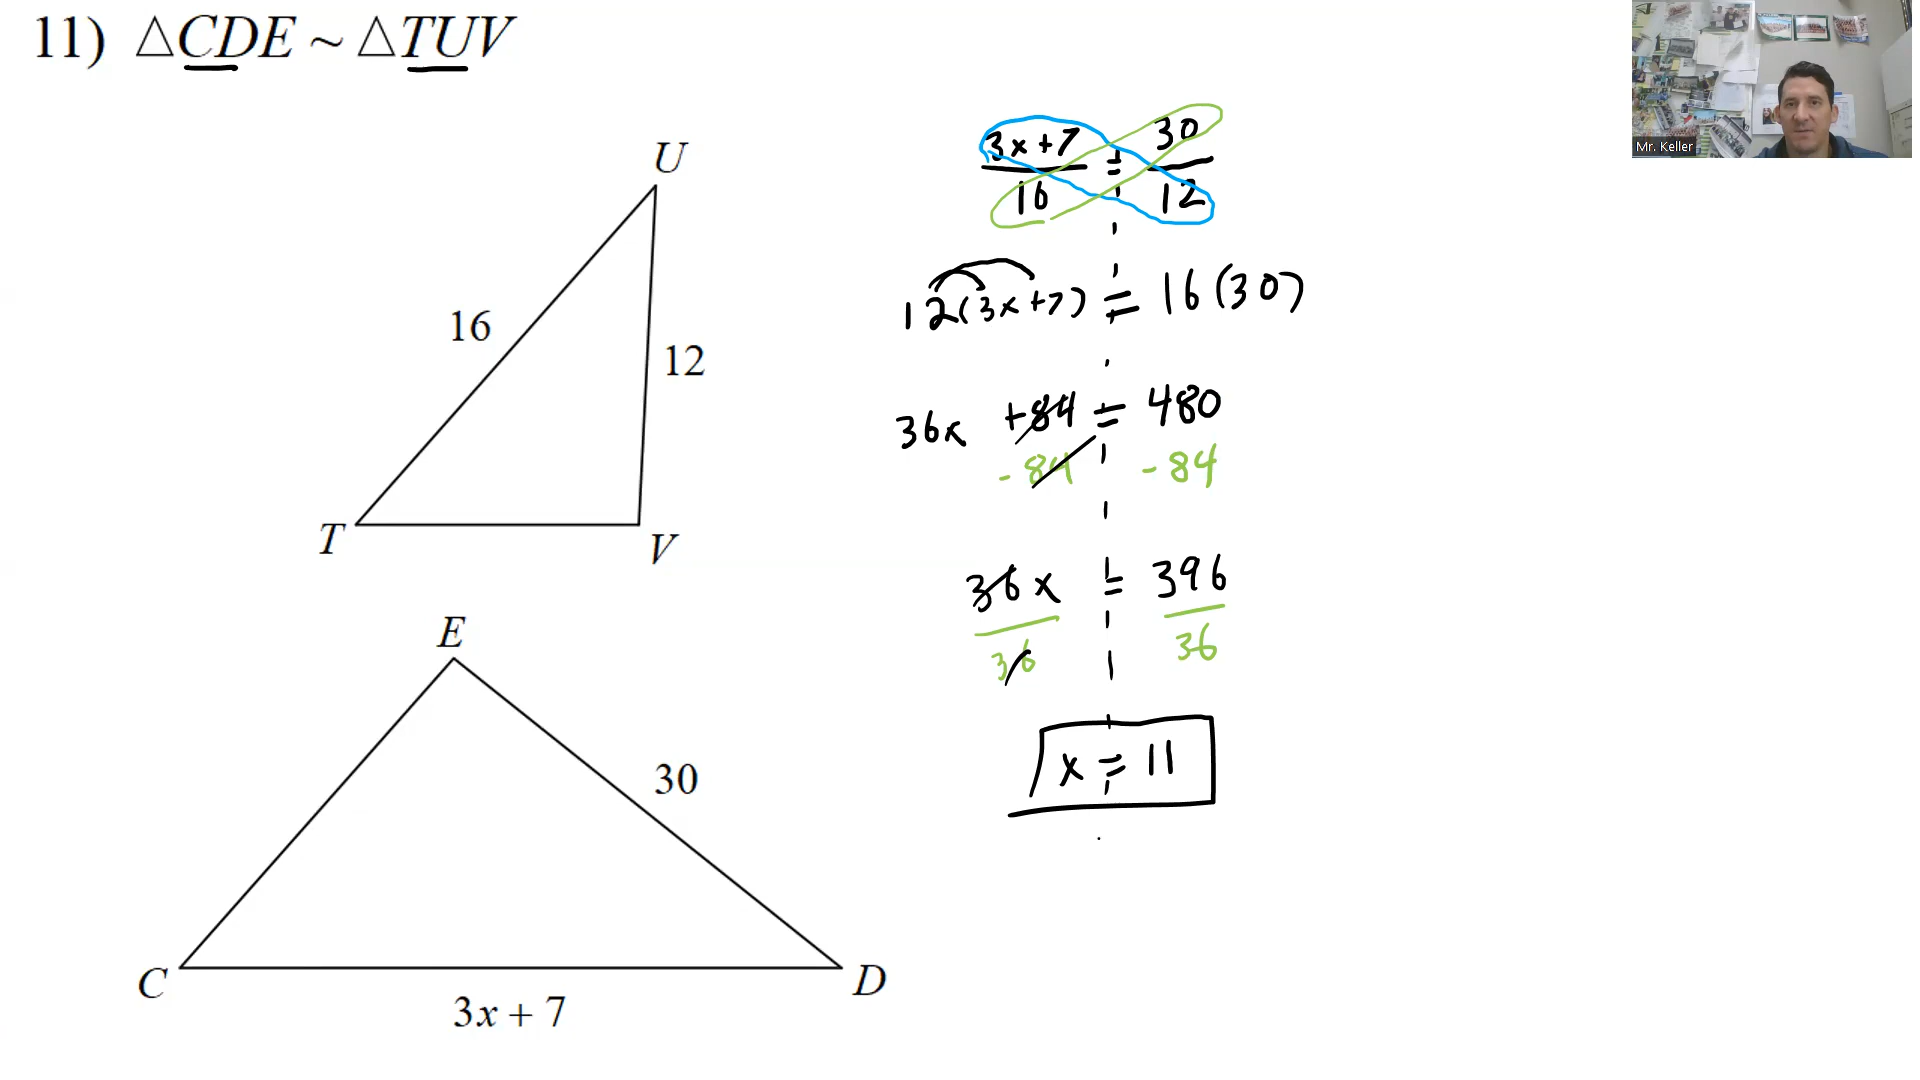 11) △CDE ~ △TUV
Mr. Keller
U
16
12
T
V
E
30
C
D
3x + 7
3x + 7 / 16 = 30 / 12
12(3x+7) = 16(30)
36x +84 = 480
- 84 - 84
36x = 396
36 36
x = 11